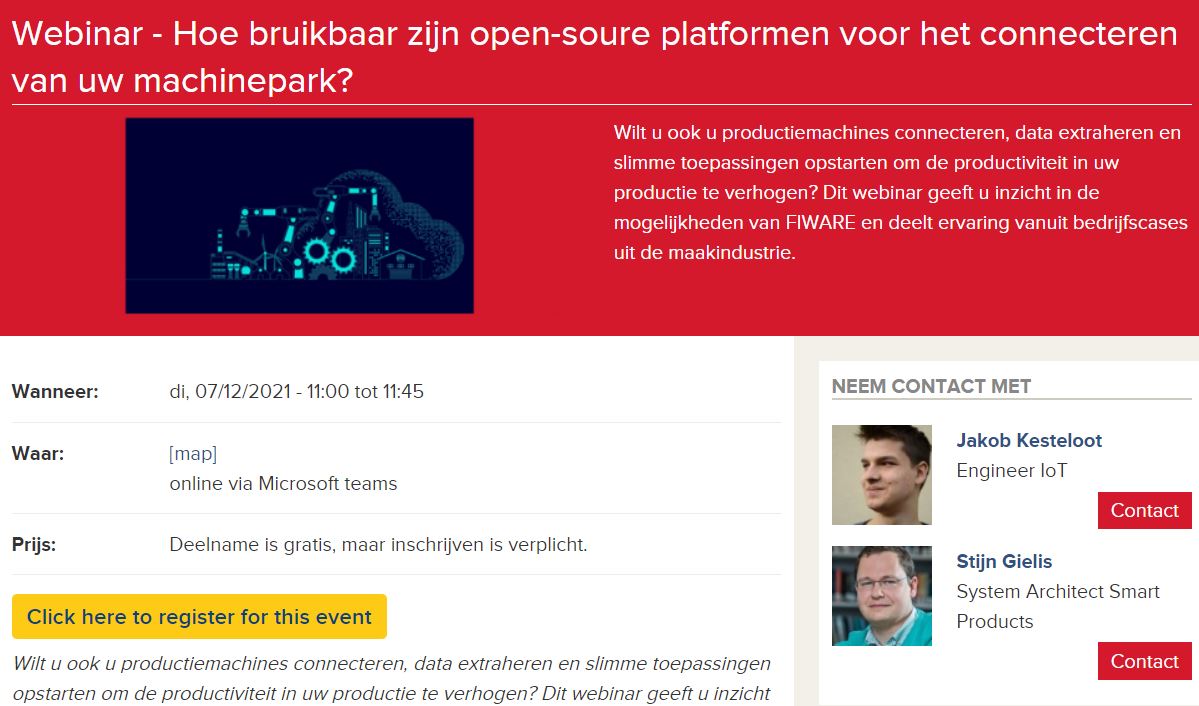 Webinar - Hoe bruikbaar zijn open-soure platformen voor het connecteren
van uw machinepark?
Wilt u ook u productiemachines connecteren, data extraheren en
slimme toepassingen opstarten om de productiviteit in uw
productie te verhogen? Dit webinar geeft u inzicht in de
mogelijkheden van FIWARE en deelt ervaring vanuit bedrijfscases
uit de maakindustrie.
Wanneer: di, 07/12/2021 - 11:00 tot 11:45
Waar: [map]
online via Microsoft teams
Prijs: Deelname is gratis, maar inschrijven is verplicht.
Click here to register for this event
Wilt u ook u productiemachines connecteren, data extraheren en slimme toepassingen
opstarten om de productiviteit in uw productie te verhogen? Dit webinar geeft u inzicht
NEEM CONTACT MET
Jakob Kesteloot
Engineer IoT
Contact
Stijn Gielis
System Architect Smart
Products
Contact